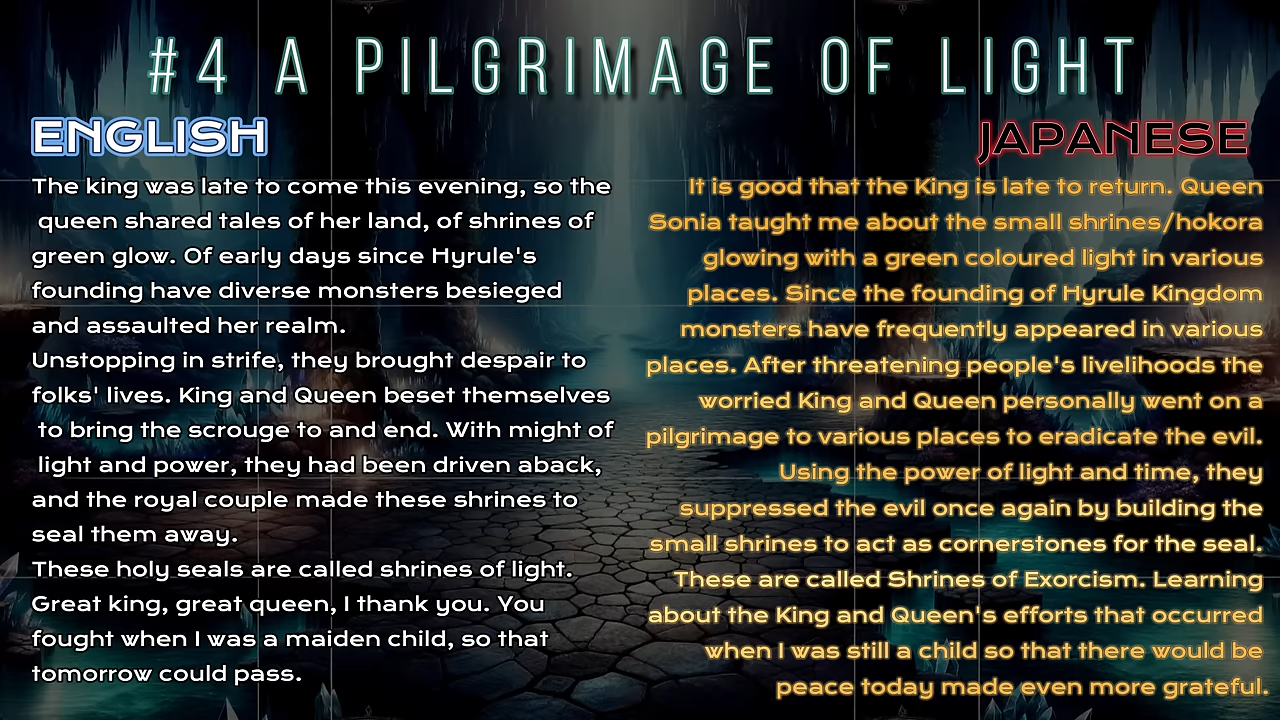 #4 A PILGRIMAGE OF LIGHT
ENGLISH
The king was late to come this evening, so the
queen shared tales of her land, of shrines of
green glow. Of early days since Hyrule's
founding have diverse monsters besieged
and assaulted her realm.
Unstopping in strife, they brought despair to
folks' lives. King and Queen beset themselves
to bring the scrouge to and end. With might of
light and power, they had been driven aback,
and the royal couple made these shrines to
seal them away.
These holy seals are called shrines of light.
Great king, great queen, I thank you. You
fought when I was a maiden child, so that
tomorrow could pass.
JAPANESE
It is good that the King is late to return. Queen
Sonia taught me about the small shrines/hokora
glowing with a green coloured light in various
places. Since the founding of Hyrule Kingdom
monsters have frequently appeared in various
places. After threatening people's livelihoods the
worried King and Queen personally went on a
pilgrimage to various places to eradicate the evil.
Using the power of light and time, they
suppressed the evil once again by building the
small shrines to act as cornerstones for the seal.
These are called Shrines of Exorcism. Learning
about the King and Queen's efforts that occurred
when I was still a child so that there would be
peace today made even more grateful.